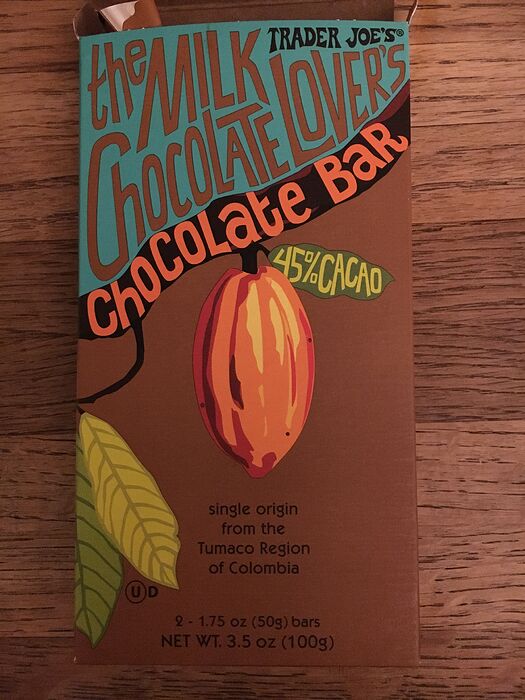 TRADER JOE'S®
the MILK
CHOCOLATE LOVER'S
CHOCOLATE BAR
45% CACAO
single origin
from the
Tumaco Region
of Colombia
U D
2 - 1.75 oz (50g) bars
NET WT. 3.5 oz (100g)